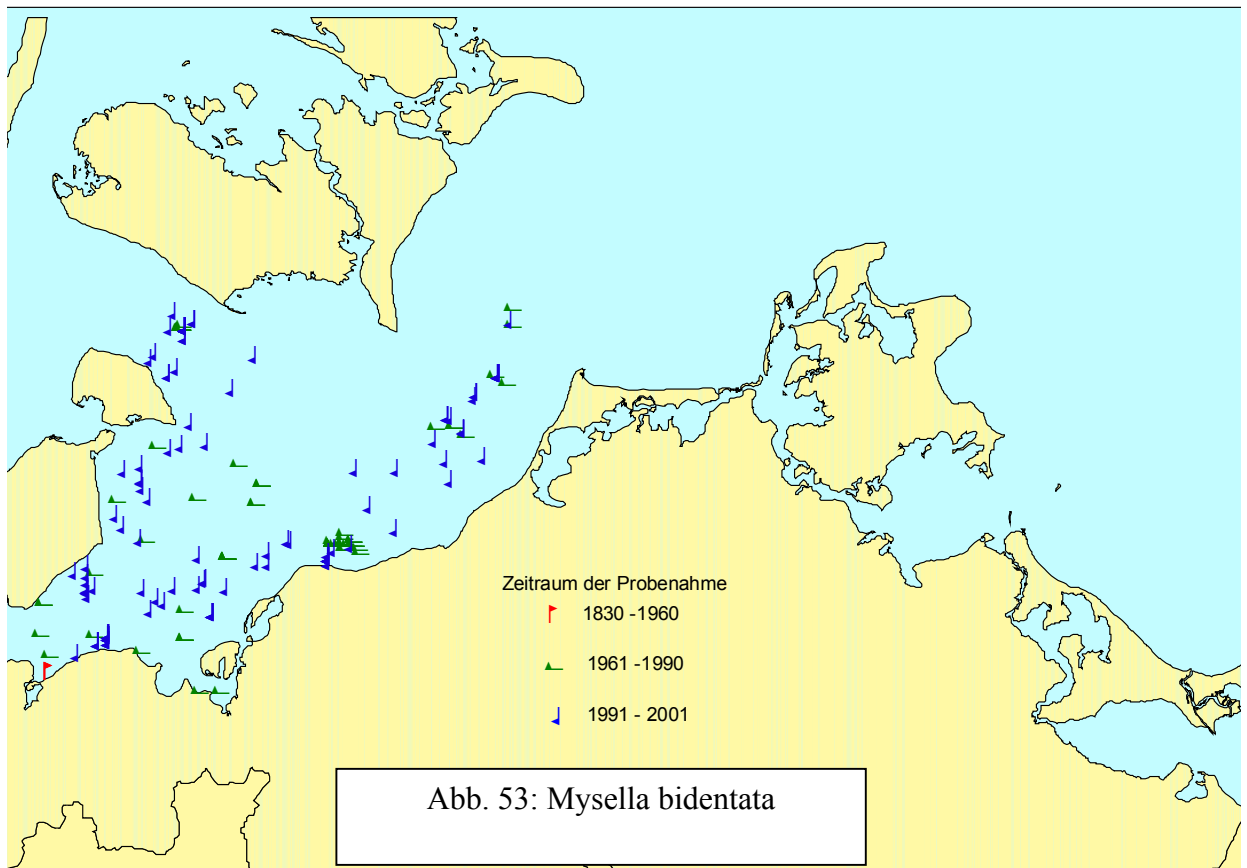 Zeitraum der Probenahme
1830 -1960
1961 -1990
1991 - 2001
Abb. 53: Mysella bidentata